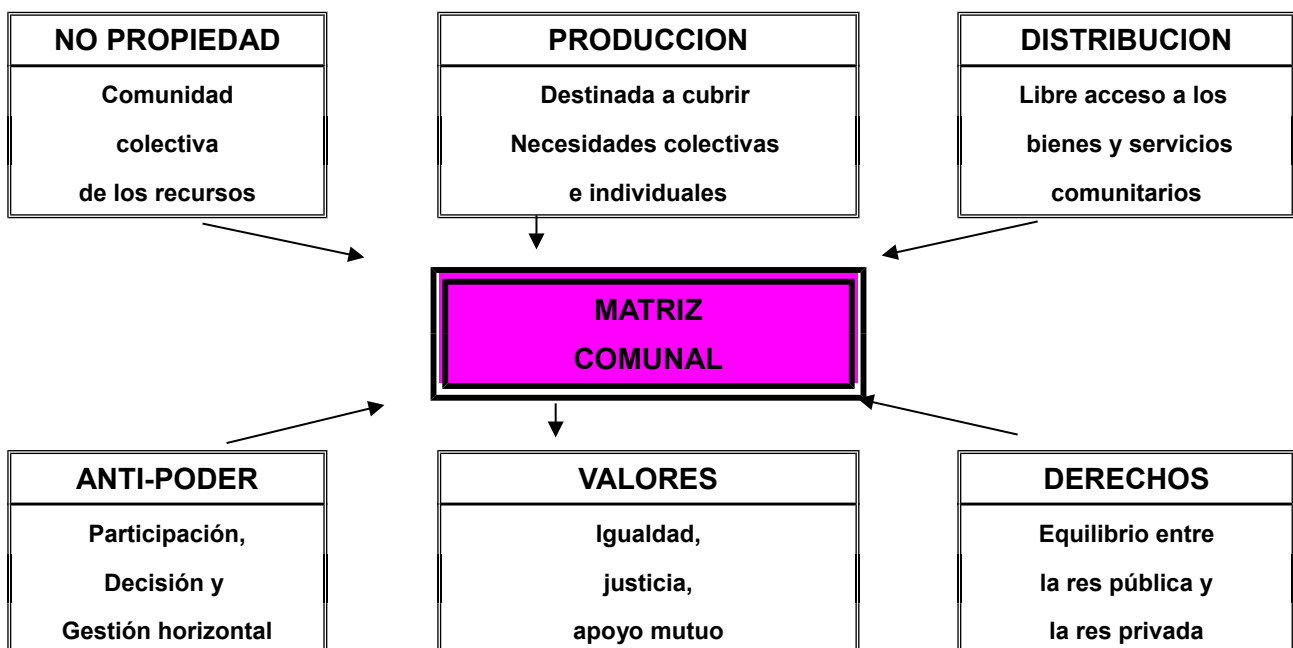 NO PROPIEDAD
Comunidad
colectiva
de los recursos
PRODUCCION
Destinada a cubrir
Necesidades colectivas
e individuales
DISTRIBUCION
Libre acceso a los
bienes y servicios
comunitarios
MATRIZ
COMUNAL
ANTI-PODER
Participación,
Decisión y
Gestión horizontal
VALORES
Igualdad,
justicia,
apoyo mutuo
DERECHOS
Equilibrio entre
la res pública y
la res privada